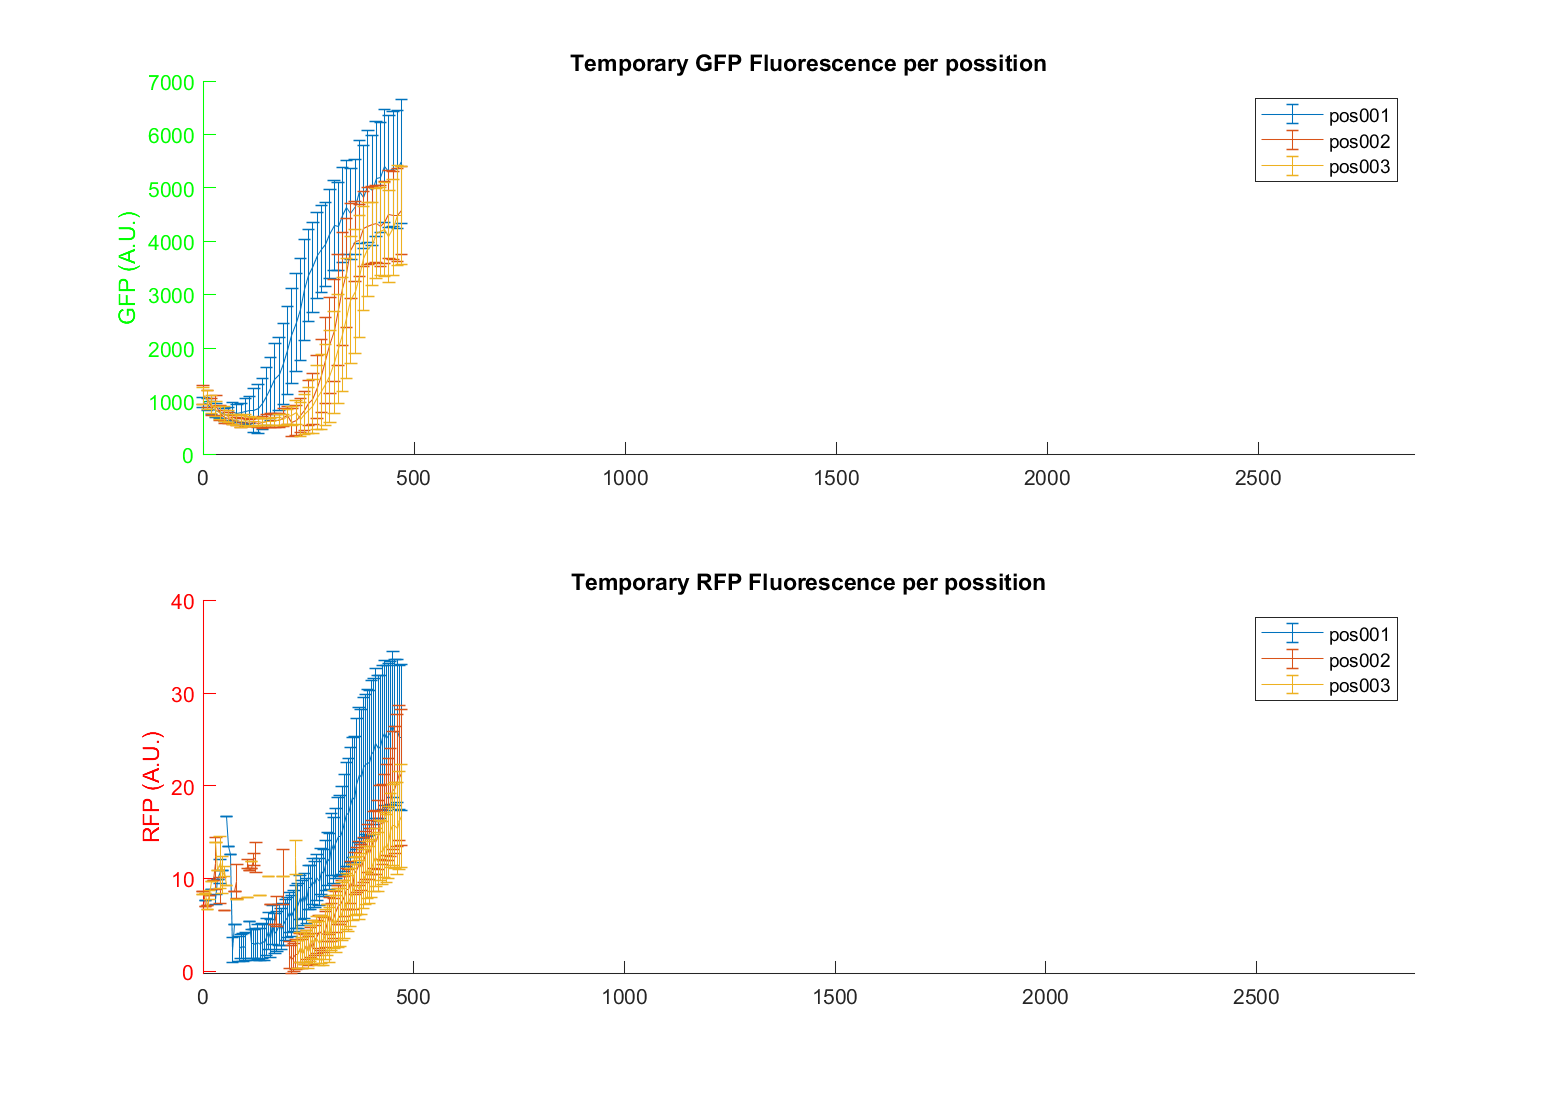 Temporary GFP Fluorescence per possition
7000
6000
5000
4000
3000
2000
1000
0
GFP (A.U.)
pos001
pos002
pos003
0 500 1000 1500 2000 2500
Temporary RFP Fluorescence per possition
40
30
20
10
0
RFP (A.U.)
pos001
pos002
pos003
0 500 1000 1500 2000 2500